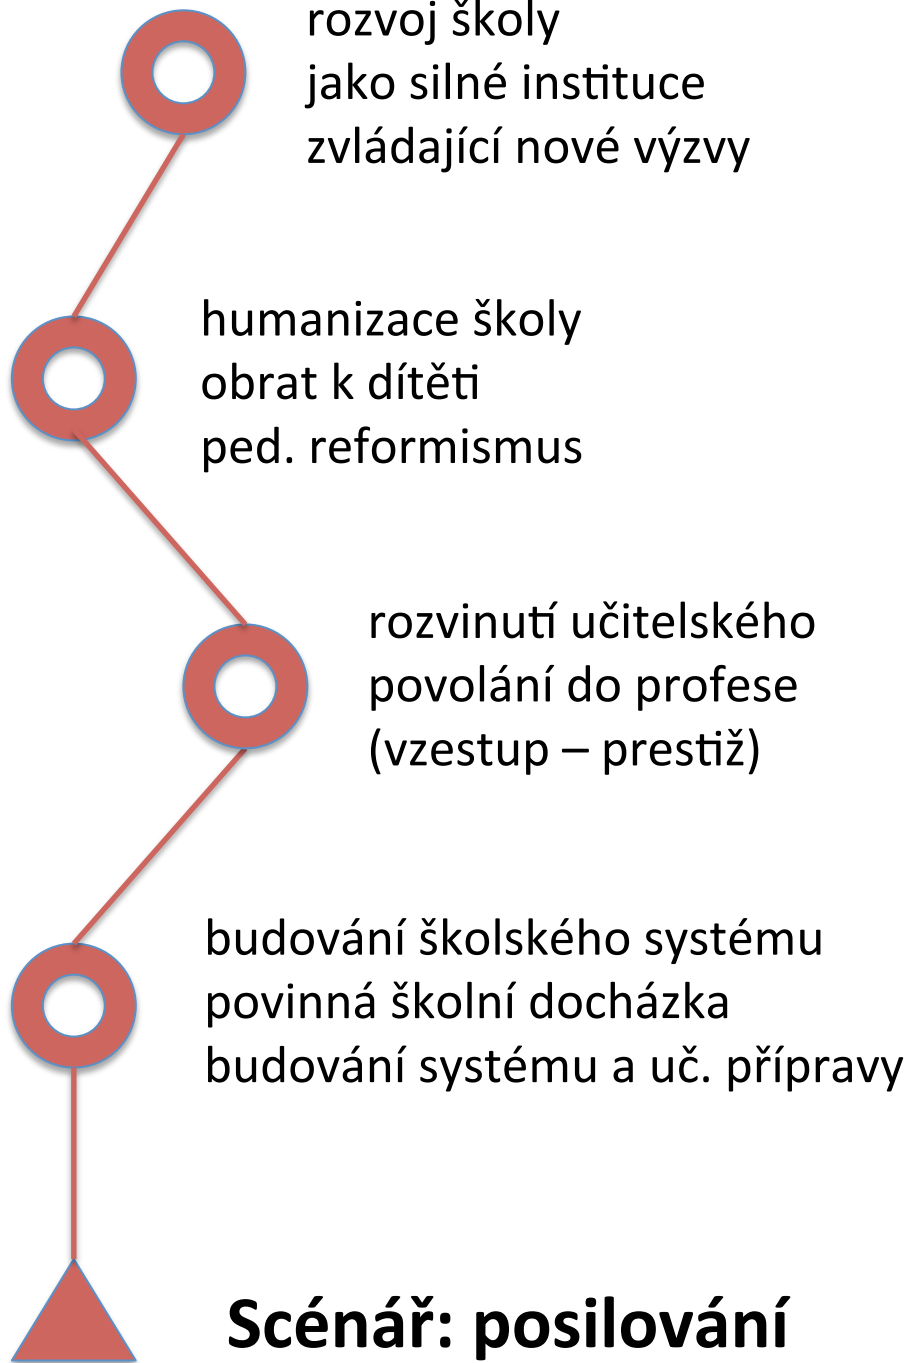 rozvoj školy
jako silné instituce
zvládající nové výzvy
humanizace školy
obrat k dítěti
ped. reformismus
rozvinutí učitelského
povolání do profese
(vzestup – prestiž)
budování školského systému
povinná školní docházka
budování systému a uč. přípravy
Scénář: posilování